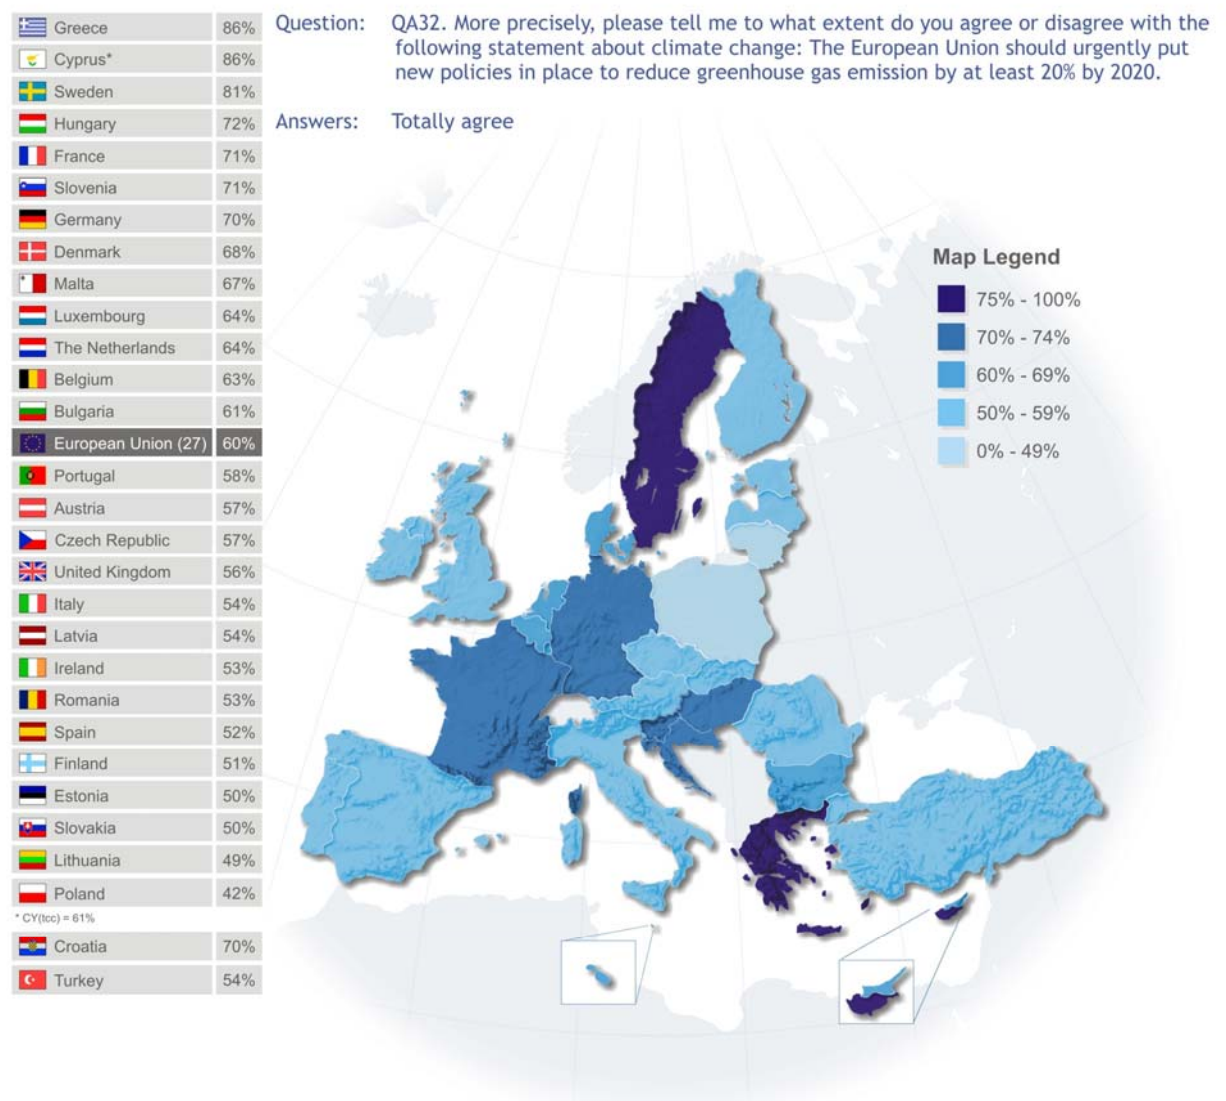 Question: QA32. More precisely, please tell me to what extent do you agree or disagree with the
following statement about climate change: The European Union should urgently put
new policies in place to reduce greenhouse gas emission by at least 20% by 2020.
Answers: Totally agree
Greece 86%
Cyprus* 86%
Sweden 81%
Hungary 72%
France 71%
Slovenia 71%
Germany 70%
Denmark 68%
Malta 67%
Luxembourg 64%
The Netherlands 64%
Belgium 63%
Bulgaria 61%
European Union (27) 60%
Portugal 58%
Austria 57%
Czech Republic 57%
United Kingdom 56%
Italy 54%
Latvia 54%
Ireland 53%
Romania 53%
Spain 52%
Finland 51%
Estonia 50%
Slovakia 50%
Lithuania 49%
Poland 42%
* CY(tcc) = 61%
Croatia 70%
Turkey 54%
Map Legend
75% - 100%
70% - 74%
60% - 69%
50% - 59%
0% - 49%